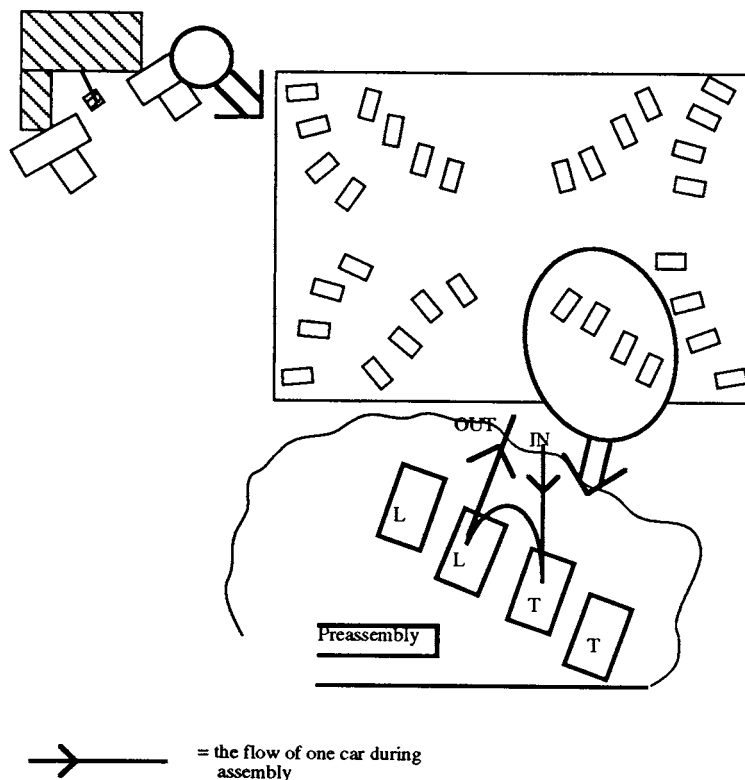 OUT
IN
L
L
T
T
Preassembly
= the flow of one car during
assembly